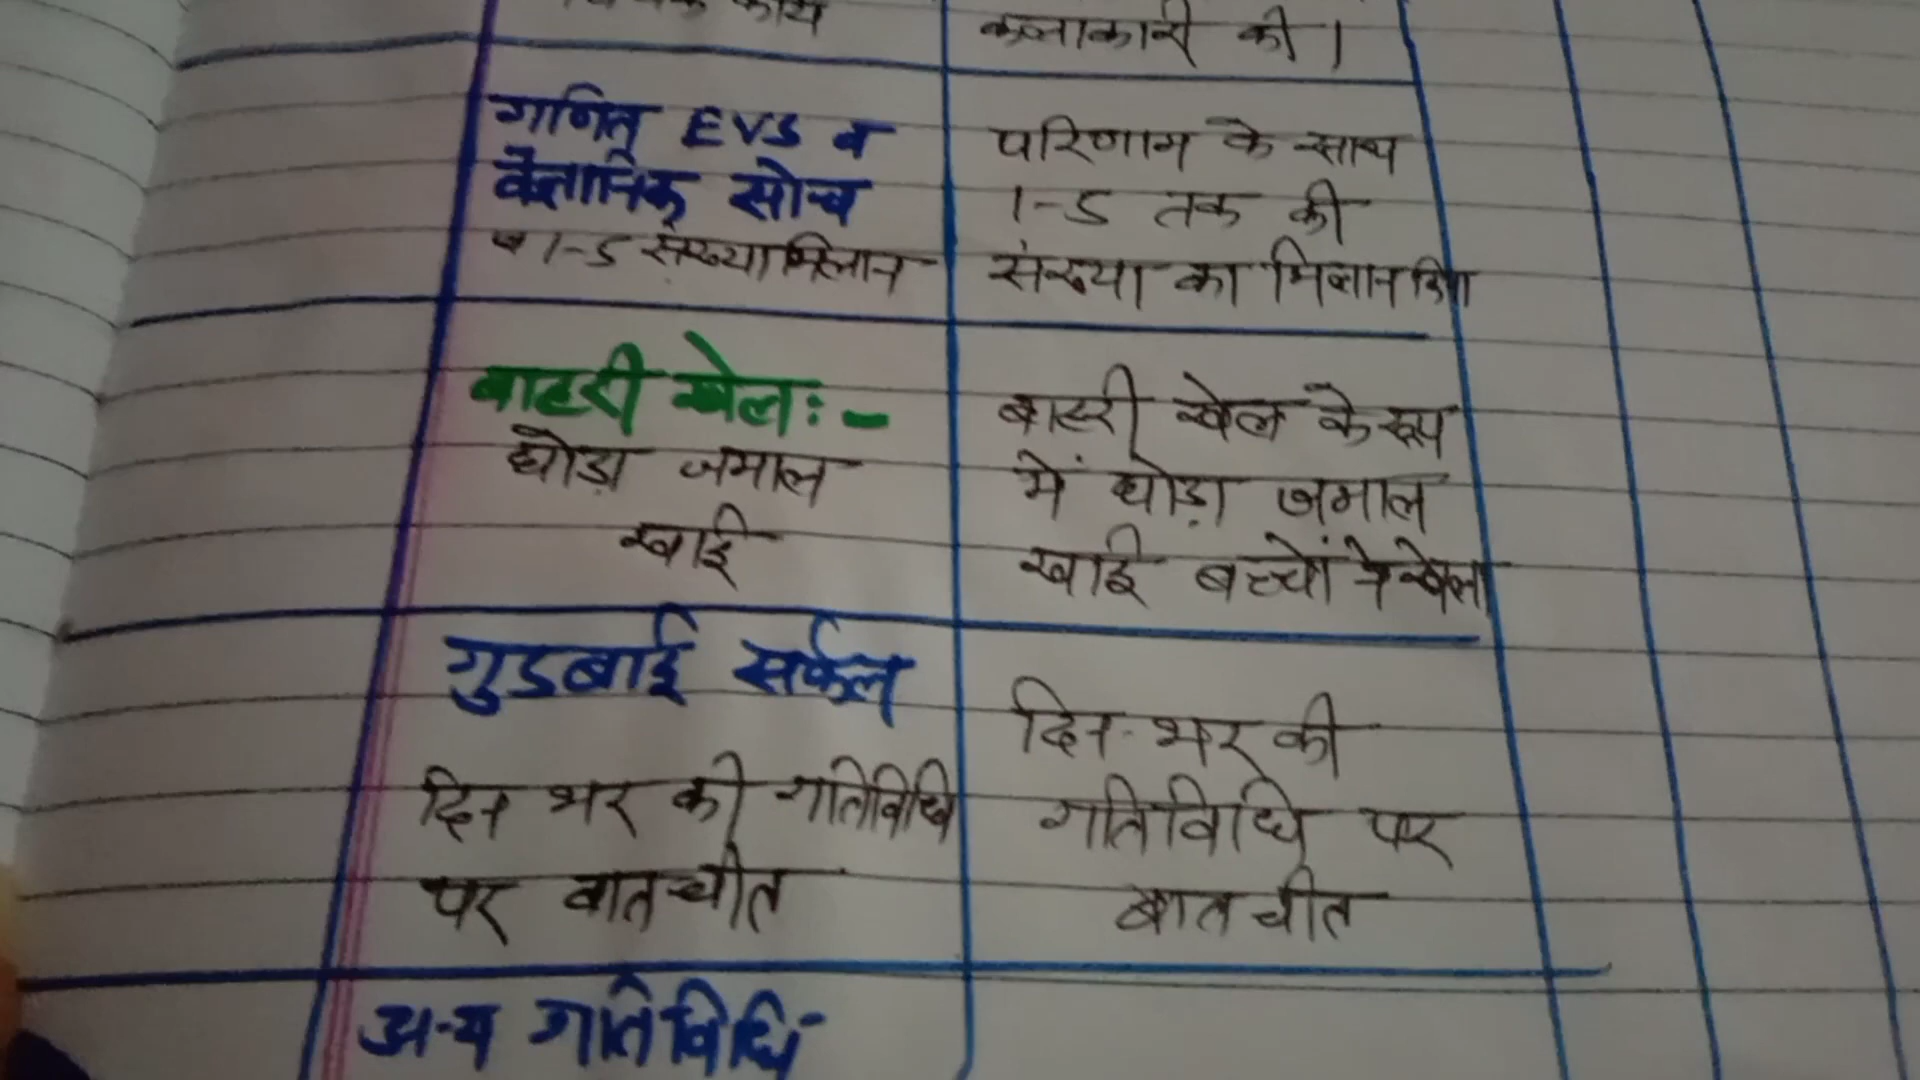 कार्य
कलाकारी की।
गणित EVS व
वैज्ञानिक सोच
1-5 संख्या मिलान
परिणाम के साथ
1-5 तक की
संख्या का मिलान किया
बाहरी खेल:-
घोड़ा जमाल
खाई
बाहरी खेल के रूप
में घोड़ा जमाल
खाई बच्चों ने खेला
गुडबाई सर्कल
दिन भर की गतिविधि
पर बातचीत
दिन भर की
गतिविधि पर
बातचीत
अन्य गतिविधि